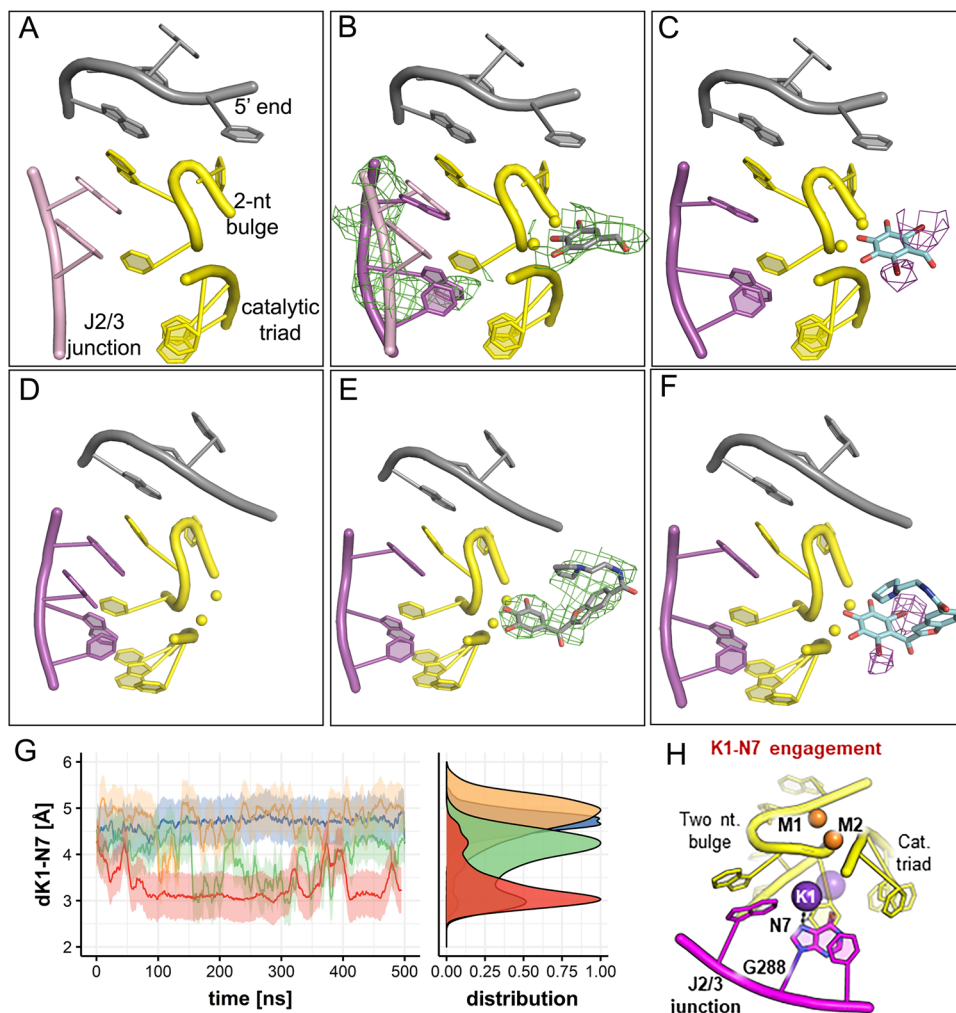 A
5' end
2-nt
bulge
J2/3
junction
catalytic
triad
B
C
D
E
F
G
dK1-N7 [Å]
6
5
4
3
2
0
100
200
300
400
500
time [ns]
0.00
0.25
0.50
0.75
1.00
distribution
H
K1-N7 engagement
Two nt.
bulge
M1
M2
Cat.
triad
K1
N7
G288
J2/3
junction